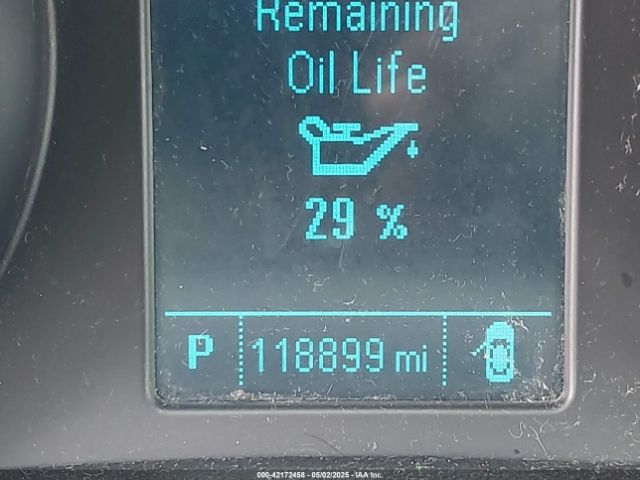 Remaining
Oil Life
29 %
P 118899 mi
000-42172458 - 05/02/2025 - IAA Inc.